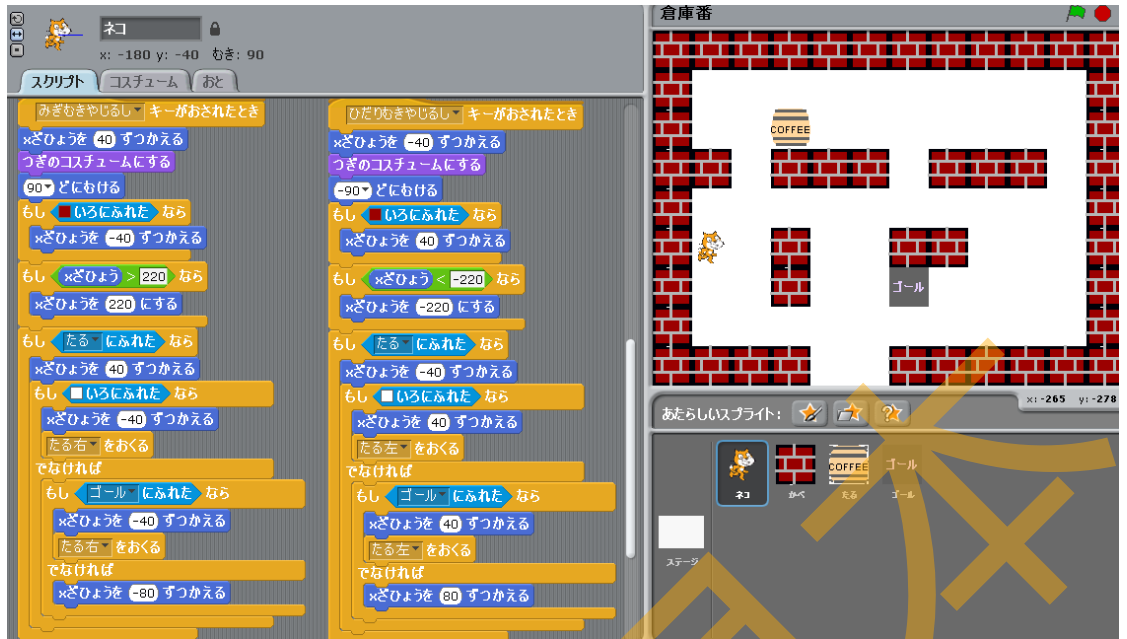 ネコ
x: -180 y: -40 むき: 90
スクリプト コスチューム おと
みぎむきやじるし キーがおされたとき
xざひょうを 40 ずつかえる
つぎのコスチュームにする
90 どにむける
もし いろにふれた なら
xざひょうを -40 ずつかえる
もし xざひょう > 220 なら
xざひょうを 220 にする
もし たる にふれた なら
xざひょうを 40 ずつかえる
もし いろにふれた なら
xざひょうを -40 ずつかえる
たる右 をおくる
でなければ
もし ゴール にふれた なら
xざひょうを -40 ずつかえる
たる右 をおくる
でなければ
xざひょうを -80 ずつかえる
ひだりむきやじるし キーがおされたとき
xざひょうを -40 ずつかえる
つぎのコスチュームにする
-90 どにむける
もし いろにふれた なら
xざひょうを 40 ずつかえる
もし xざひょう < -220 なら
xざひょうを -220 にする
もし たる にふれた なら
xざひょうを -40 ずつかえる
もし いろにふれた なら
xざひょうを 40 ずつかえる
たる左 をおくる
でなければ
もし ゴール にふれた なら
xざひょうを 40 ずつかえる
たる左 をおくる
でなければ
xざひょうを 80 ずつかえる
倉庫番
COFFEE
ゴール
x: -265 y: -278
あたらしいスプライト:
COFFEE
ゴール
ネコ かべ たる ゴール
ステージ